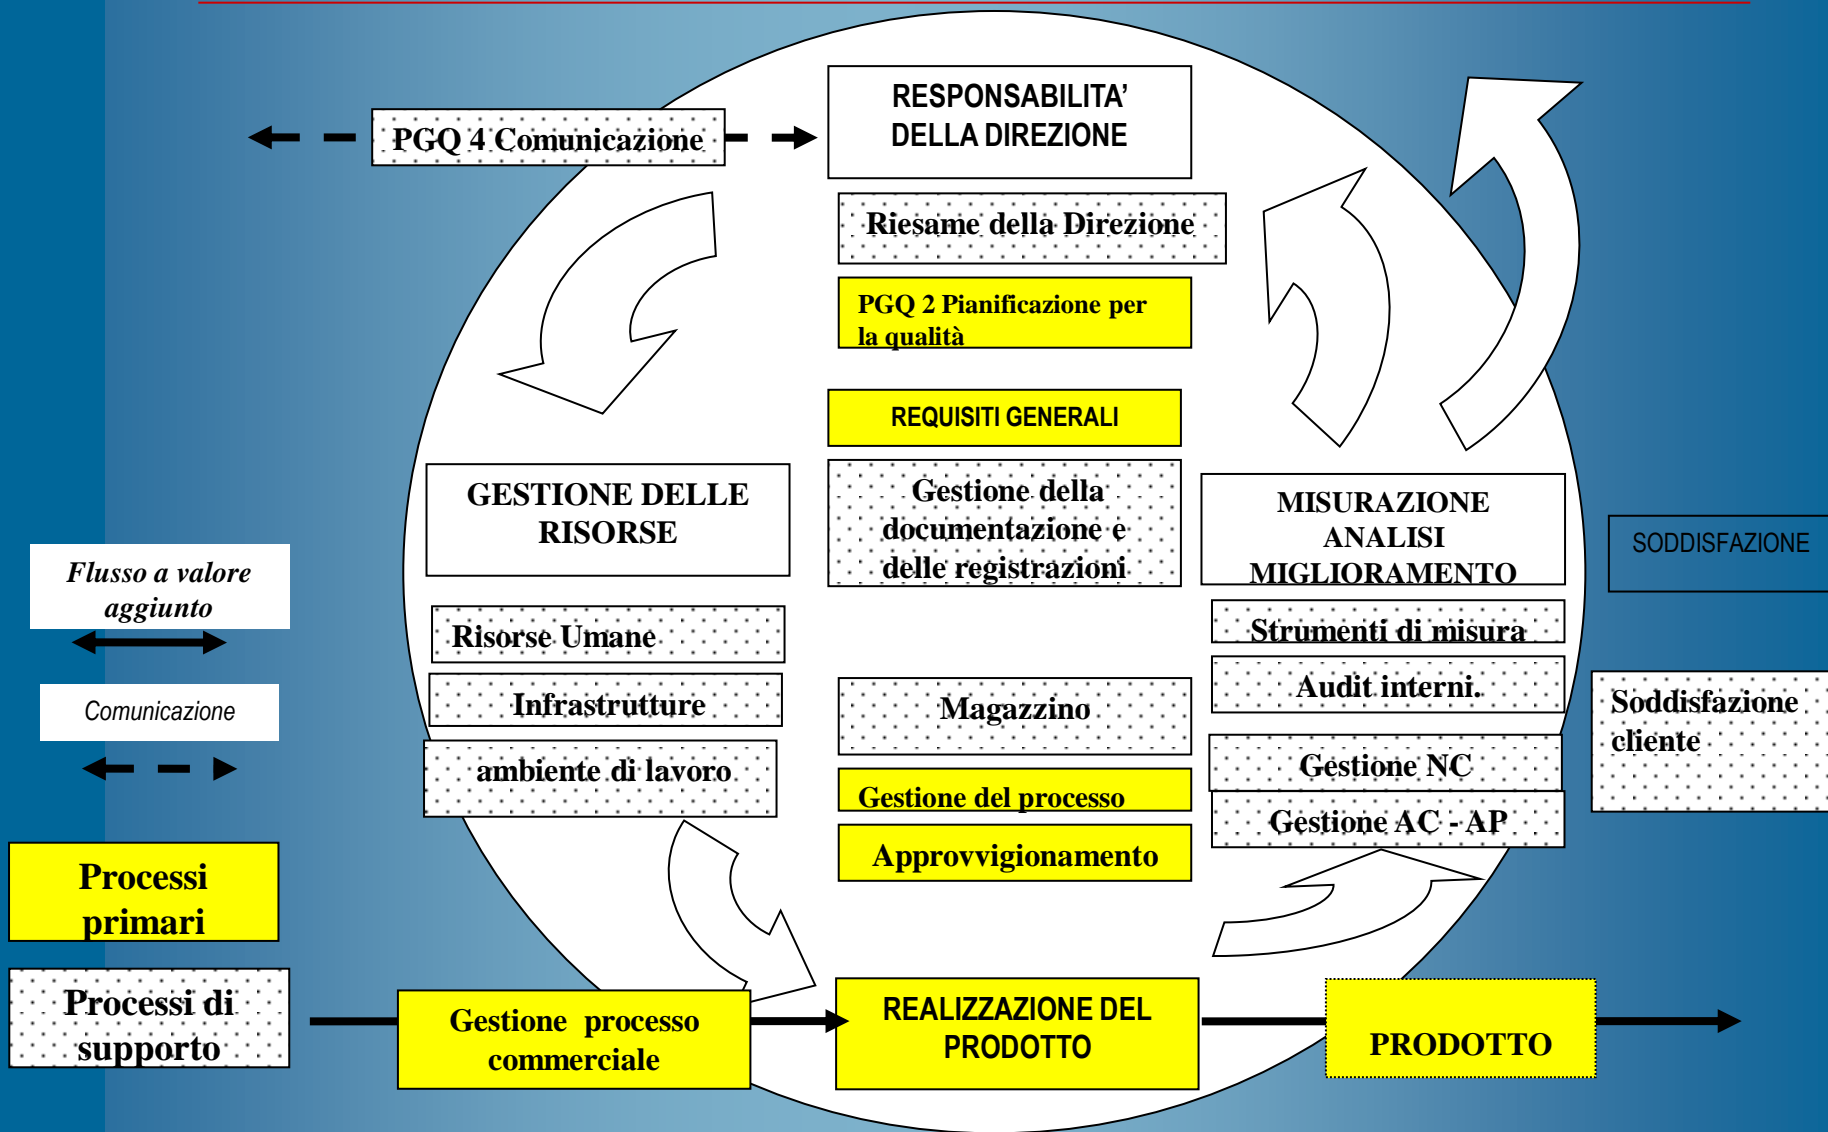 RESPONSABILITA’
DELLA DIREZIONE
PGQ 4 Comunicazione
Riesame della Direzione
PGQ 2 Pianificazione per
la qualità
REQUISITI GENERALI
Gestione della
documentazione e
delle registrazioni
GESTIONE DELLE
RISORSE
Risorse Umane
Infrastrutture
ambiente di lavoro
MISURAZIONE
ANALISI
MIGLIORAMENTO
Strumenti di misura
Audit interni.
Gestione NC
Gestione AC - AP
SODDISFAZIONE
Soddisfazione
cliente
Magazzino
Gestione del processo
Approvvigionamento
Flusso a valore
aggiunto
Comunicazione
Processi
primari
Processi di
supporto
Gestione processo
commerciale
REALIZZAZIONE DEL
PRODOTTO
PRODOTTO